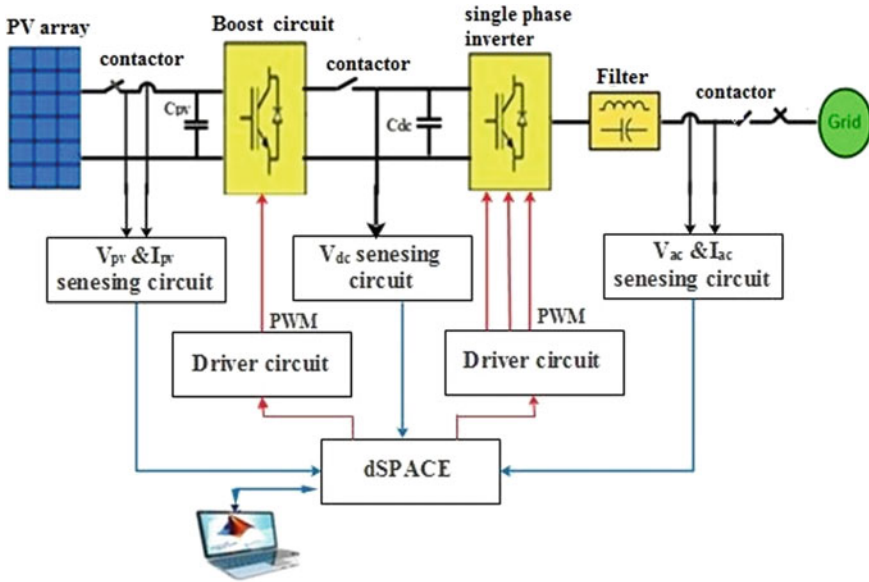 PV array
contactor
Boost circuit
contactor
single phase
inverter
Filter
contactor
Cpv
Cdc
Grid
Vpv &Ipv
senesing circuit
Vdc senesing
circuit
Vac &Iac
senesing circuit
PWM
PWM
Driver circuit
Driver circuit
dSPACE